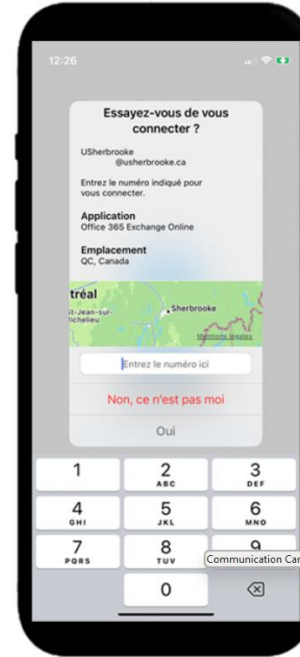 12:26
Essayez-vous de vous
connecter ?
USherbrooke
@usherbrooke.ca
Entrez le numéro indiqué pour
vous connecter.
Application
Office 365 Exchange Online
Emplacement
QC, Canada
tréal
St-Jean-sur-
Richelieu
Sherbrooke
Mentions légales
Entrez le numéro ici
Non, ce n'est pas moi
Oui
1
2
ABC
3
DEF
4
GHI
5
JKL
6
MNO
7
PQRS
8
TUV
9
Communication Car
0